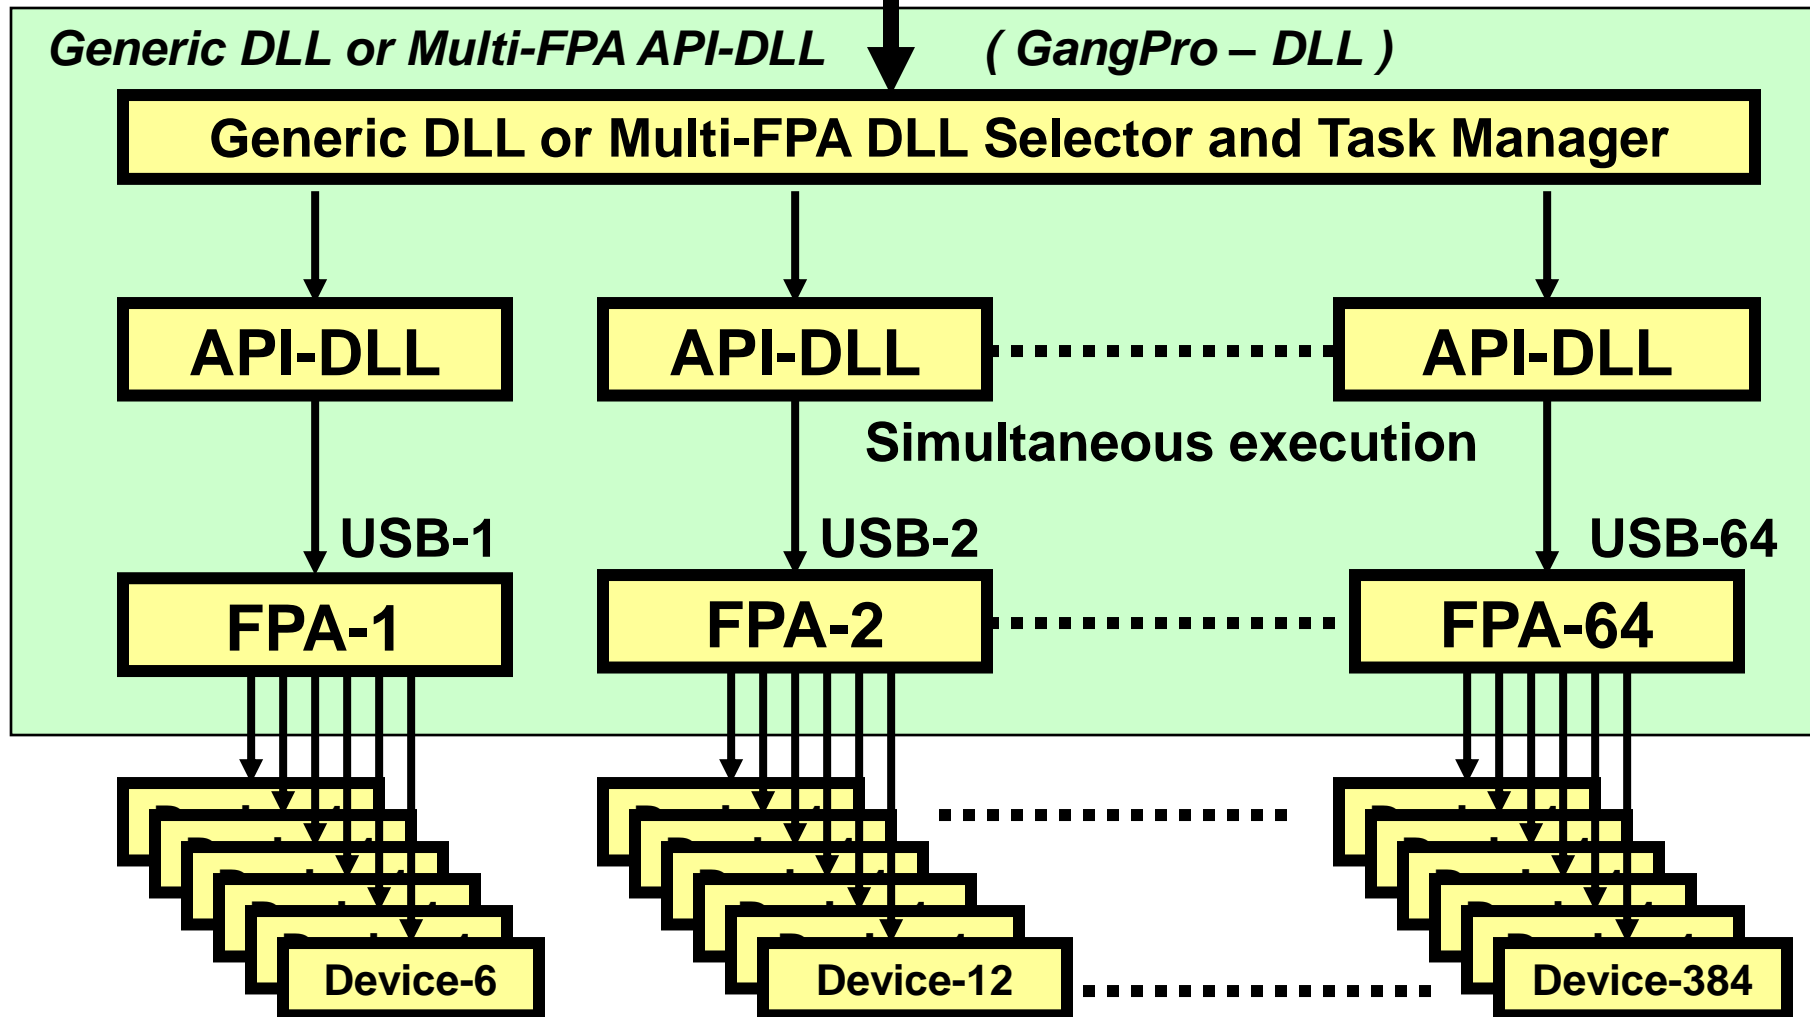 Generic DLL or Multi-FPA API-DLL ( GangPro – DLL )
Generic DLL or Multi-FPA DLL Selector and Task Manager
API-DLL API-DLL API-DLL
Simultaneous execution
USB-1 USB-2 USB-64
FPA-1 FPA-2 FPA-64
Device-6 Device-12 Device-384